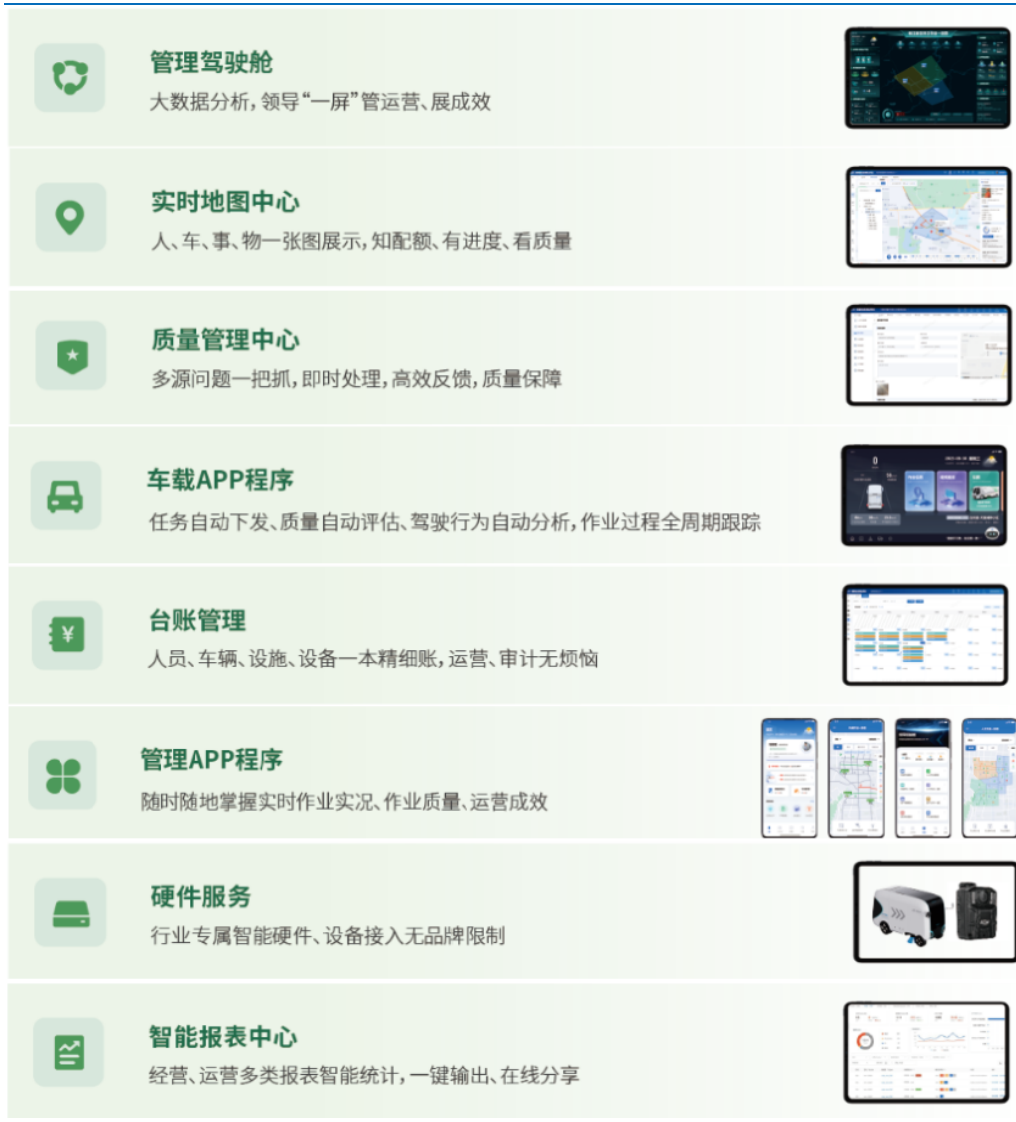 管理驾驶舱
大数据分析，领导“一屏”管运营、展成效
实时地图中心
人、车、事、物一张图展示，知配额、有进度、看质量
质量管理中心
多源问题一把抓，即时处理，高效反馈，质量保障
车载APP程序
任务自动下发、质量自动评估、驾驶行为自动分析，作业过程全周期跟踪
台账管理
人员、车辆、设施、设备一本精细账，运营、审计无烦恼
管理APP程序
随时随地掌握实时作业实况、作业质量、运营成效
硬件服务
行业专属智能硬件、设备接入无品牌限制
智能报表中心
经营、运营多类报表智能统计，一键输出、在线分享